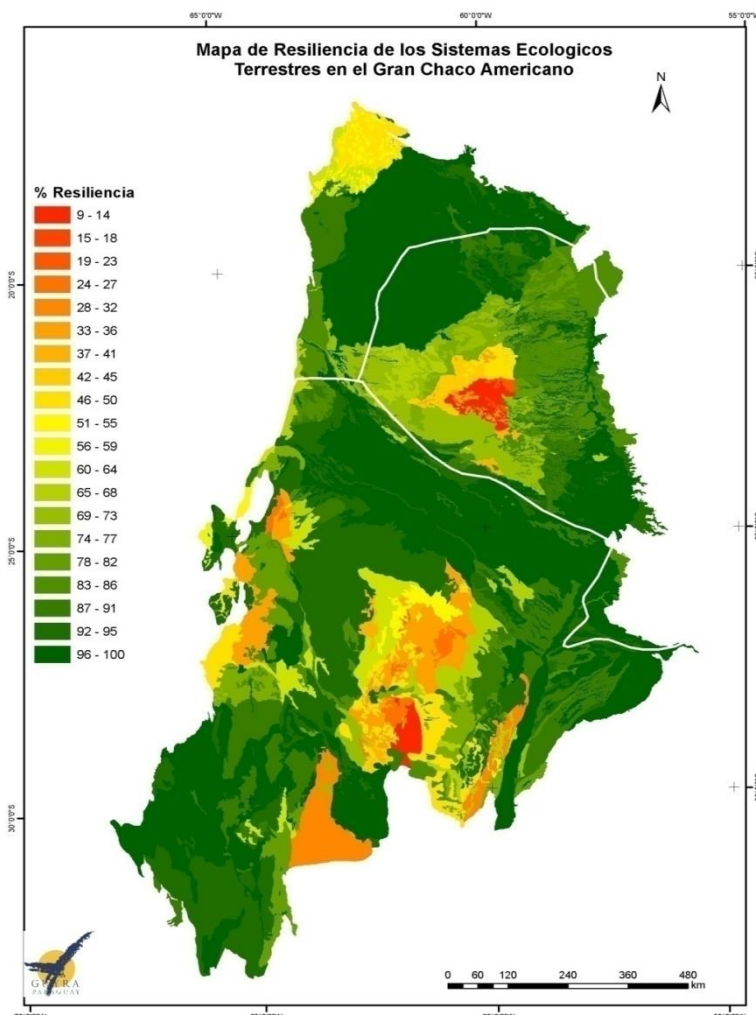 65°0'0"W
60°0'0"W
55°0'0"W
Mapa de Resiliencia de los Sistemas Ecologicos
Terrestres en el Gran Chaco Americano
N
% Resiliencia
9 - 14
15 - 18
19 - 23
24 - 27
28 - 32
33 - 36
37 - 41
42 - 45
46 - 50
51 - 55
56 - 59
60 - 64
65 - 68
69 - 73
74 - 77
78 - 82
83 - 86
87 - 91
92 - 95
96 - 100
20°0'0"S
25°0'0"S
30°0'0"S
GUYRA
PARAGUAY
0 60 120 240 360 480
km